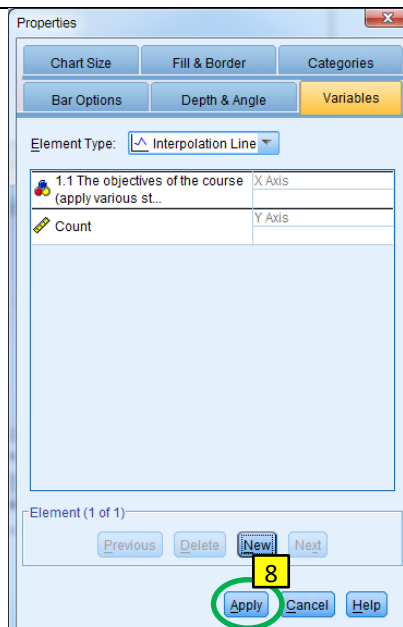 Properties
Chart Size Fill & Border Categories
Bar Options Depth & Angle Variables
Element Type: Interpolation Line
1.1 The objectives of the course X Axis
(apply various st...
Count Y Axis
Element (1 of 1)
Previous Delete New Next
8
Apply Cancel Help